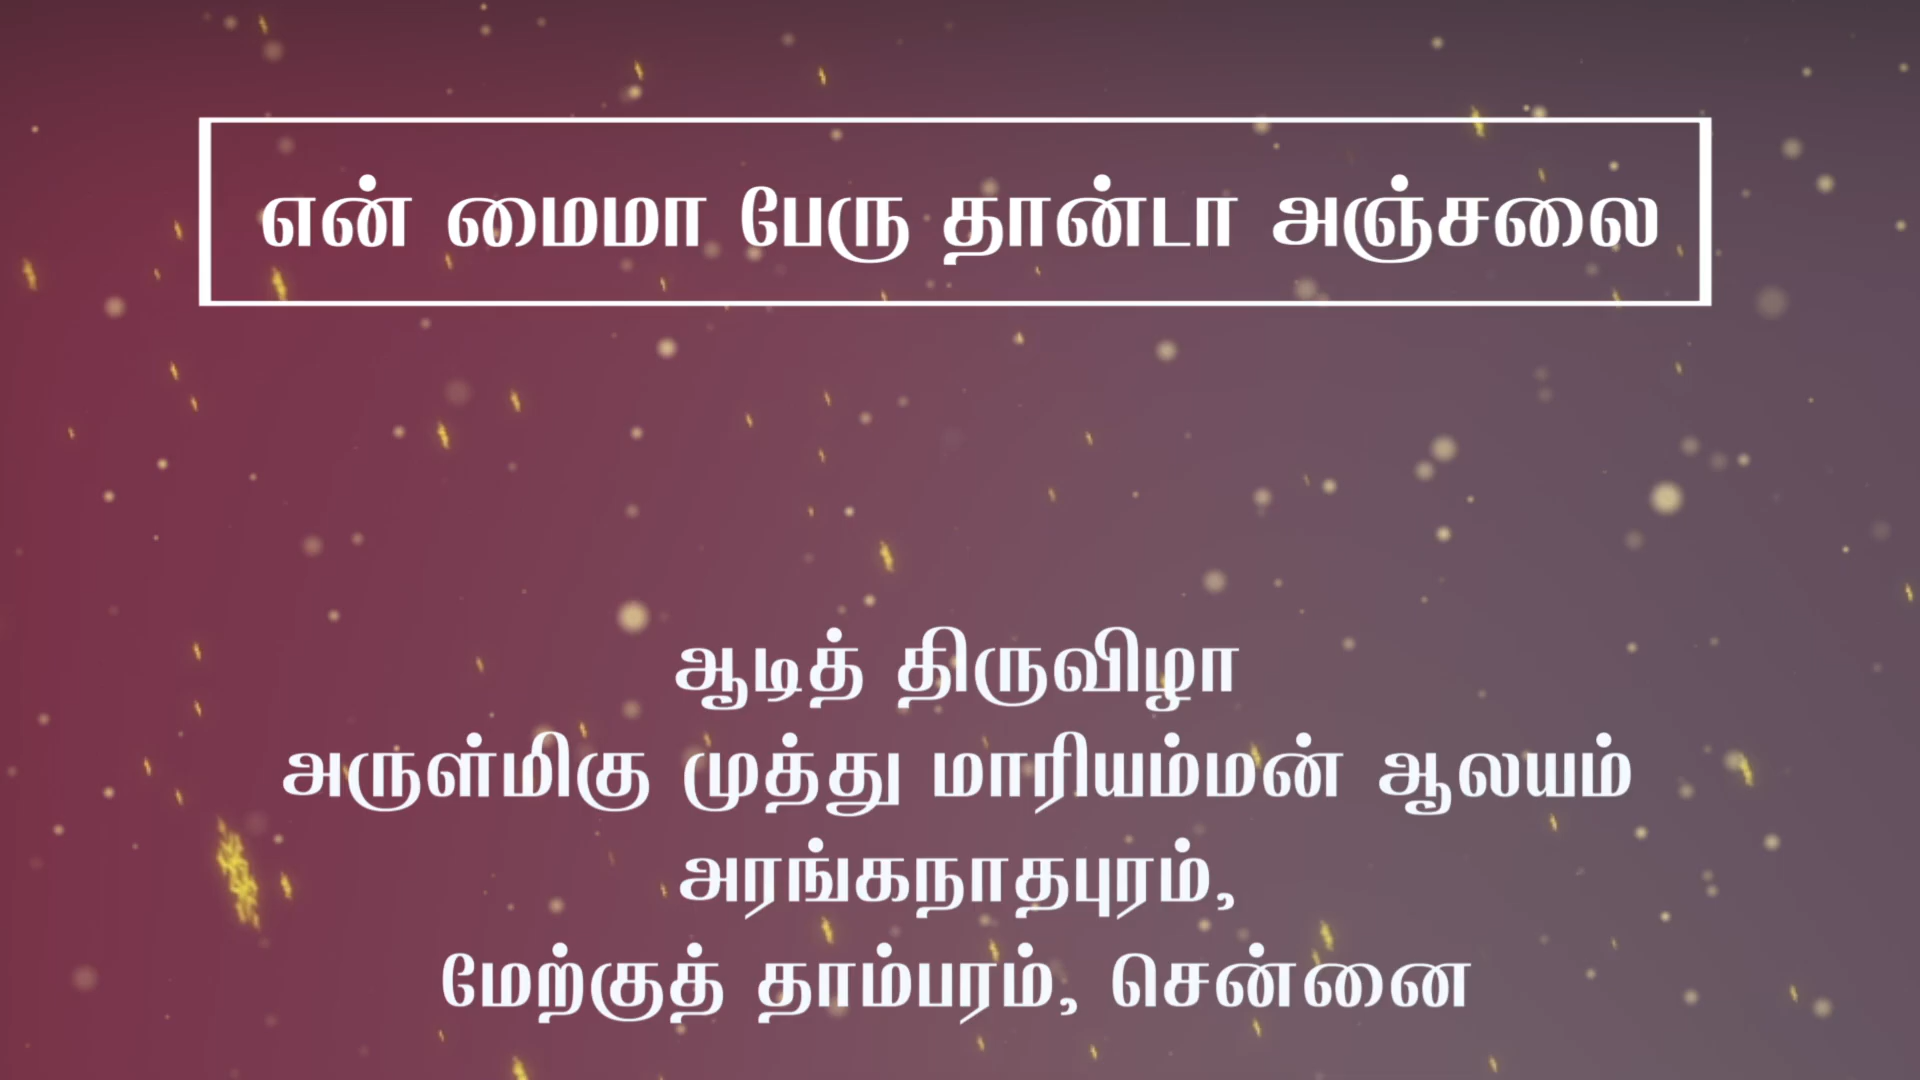 என் மைமா பேரு தான்டா அஞ்சலை
ஆடித் திருவிழா
அருள்மிகு முத்து மாரியம்மன் ஆலயம்
அரங்கநாதபுரம்,
மேற்குத் தாம்பரம், சென்னை